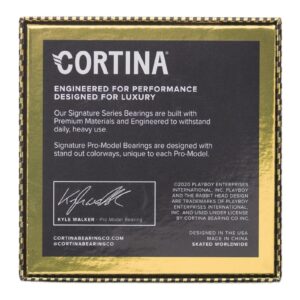 CORTINA
ENGINEERED FOR PERFORMANCE
DESIGNED FOR LUXURY
Our Signature Series Bearings are built with
Premium Materials and Engineered to withstand
daily, heavy use.
Signature Pro-Model Bearings are designed with
stand out colorways, unique to each Pro-Model.
KYLE WALKER - Pro Model Bearing
©2020 PLAYBOY ENTERPRISES
INTERNATIONAL, INC. PLAYBOY
AND THE RABBIT HEAD DESIGN
ARE TRADEMARKS OF PLAYBOY
ENTERPRISES INTERNATIONAL,
INC. AND USED UNDER LICENSE
BY CORTINA BEARING CO INC
@CORTINABEARINGCO.COM
#CORTINABEARINGCO
DESIGNED IN THE USA
MADE IN CHINA
SKATED WORLDWIDE